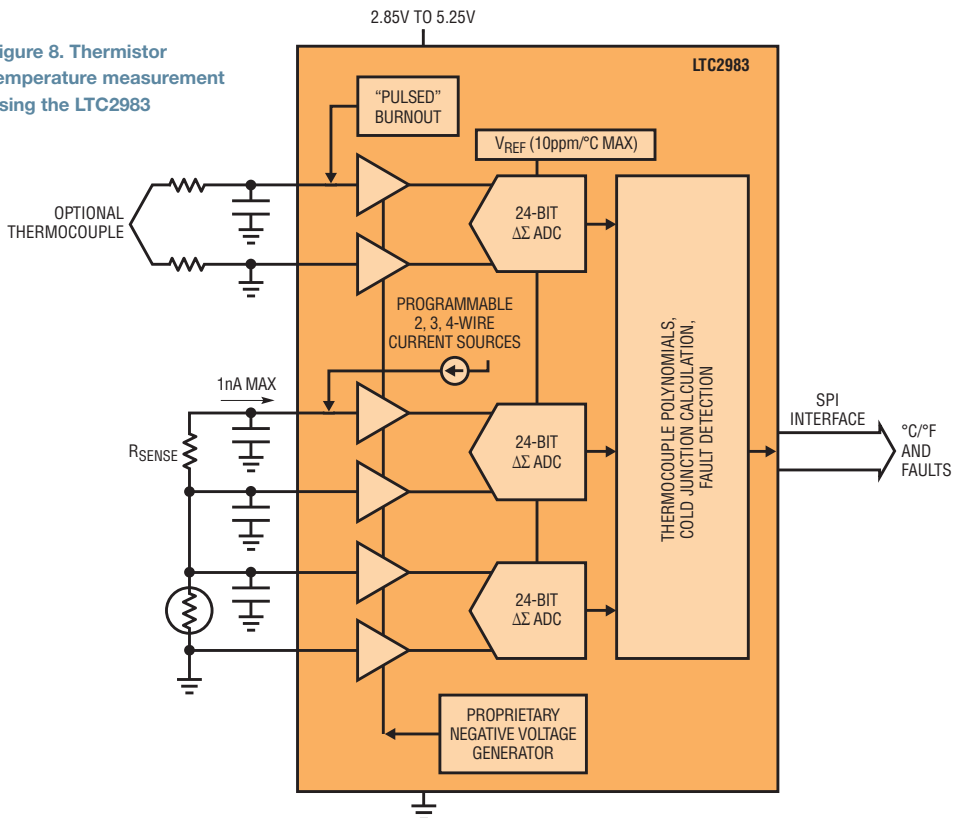 2.85V TO 5.25V
igure 8. Thermistor
emperature measurement
sing the LTC2983
LTC2983
“PULSED”
BURNOUT
VREF (10ppm/°C MAX)
OPTIONAL
THERMOCOUPLE
24-BIT
ΔΣ ADC
PROGRAMMABLE
2, 3, 4-WIRE
CURRENT SOURCES
1nA MAX
RSENSE
24-BIT
ΔΣ ADC
24-BIT
ΔΣ ADC
THERMOCOUPLE POLYNOMIALS,
COLD JUNCTION CALCULATION,
FAULT DETECTION
SPI
INTERFACE
°C/°F
AND
FAULTS
PROPRIETARY
NEGATIVE VOLTAGE
GENERATOR